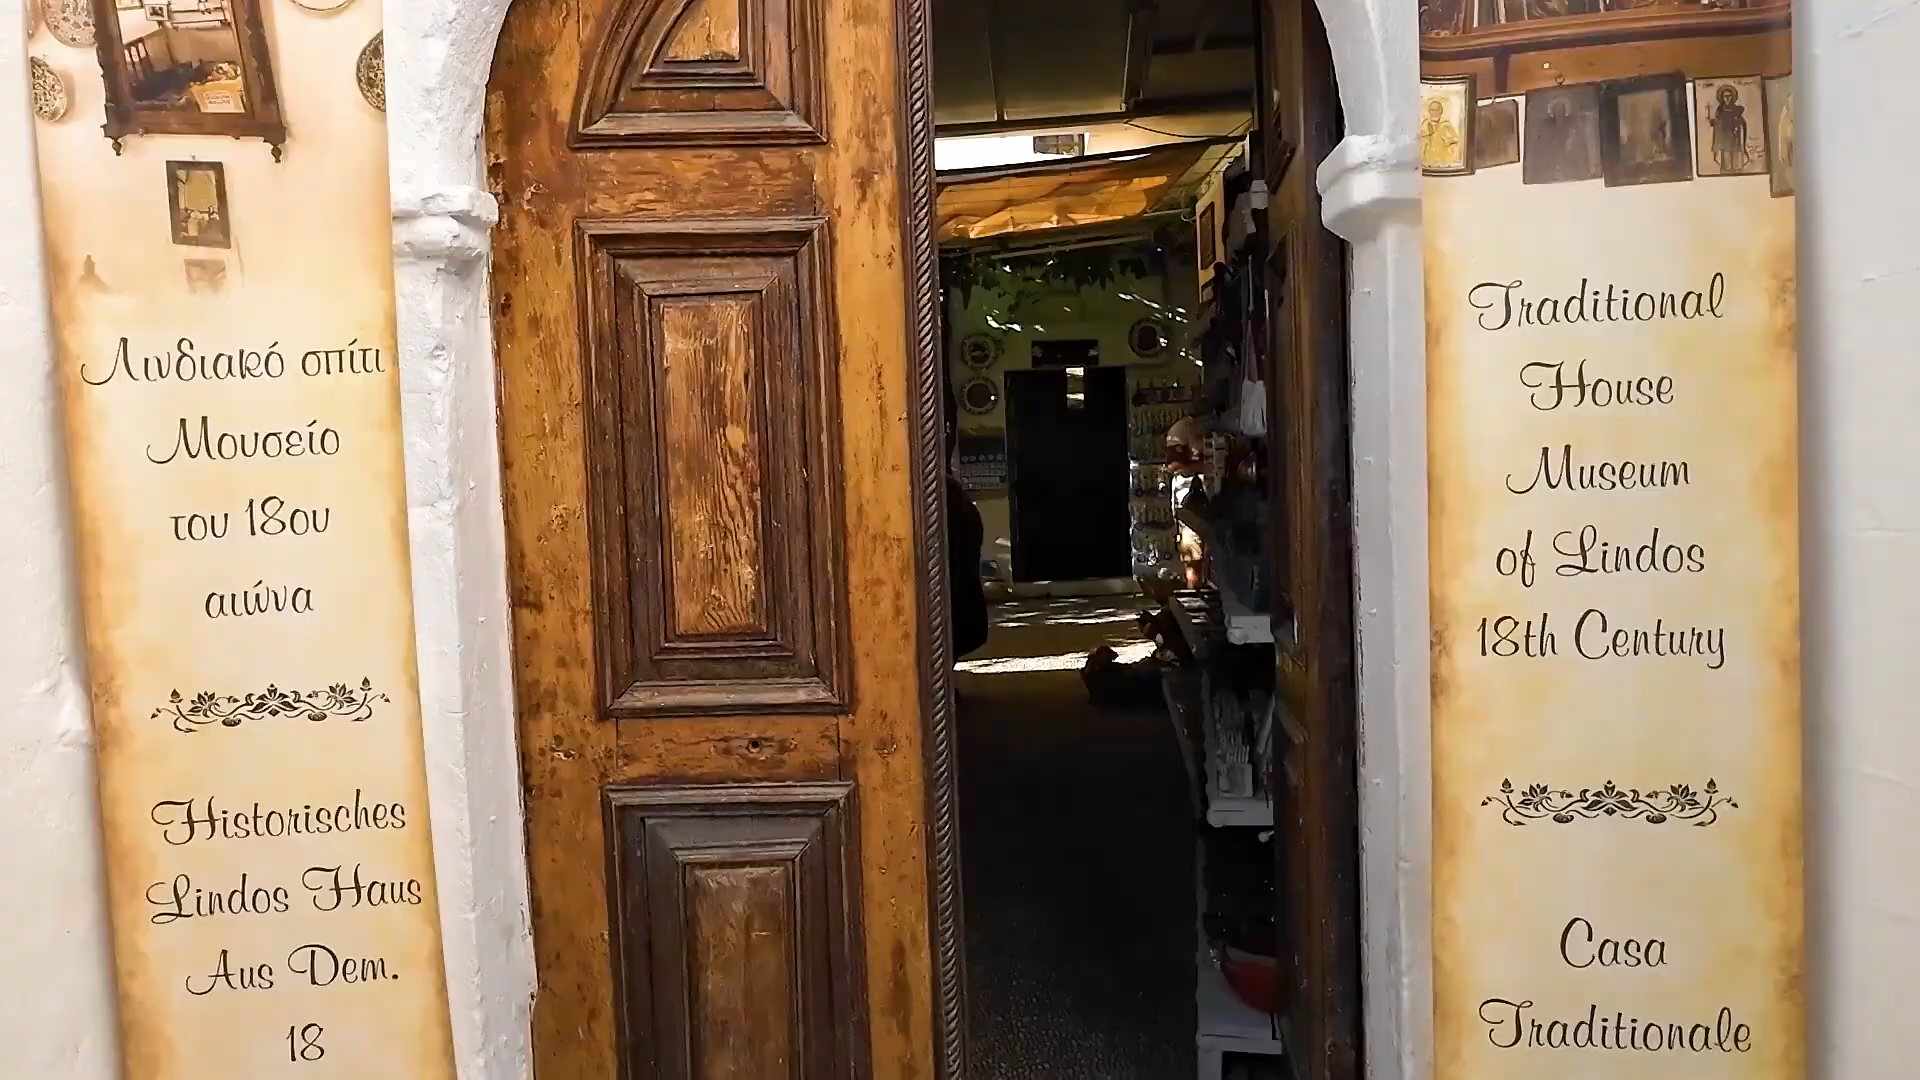 Λινδιακό σπίτι
Μουσείο
του 18ου
αιώνα
Historisches
Lindos Haus
Aus Dem.
18
Traditional
House
Museum
of Lindos
18th Century
Casa
Traditionale